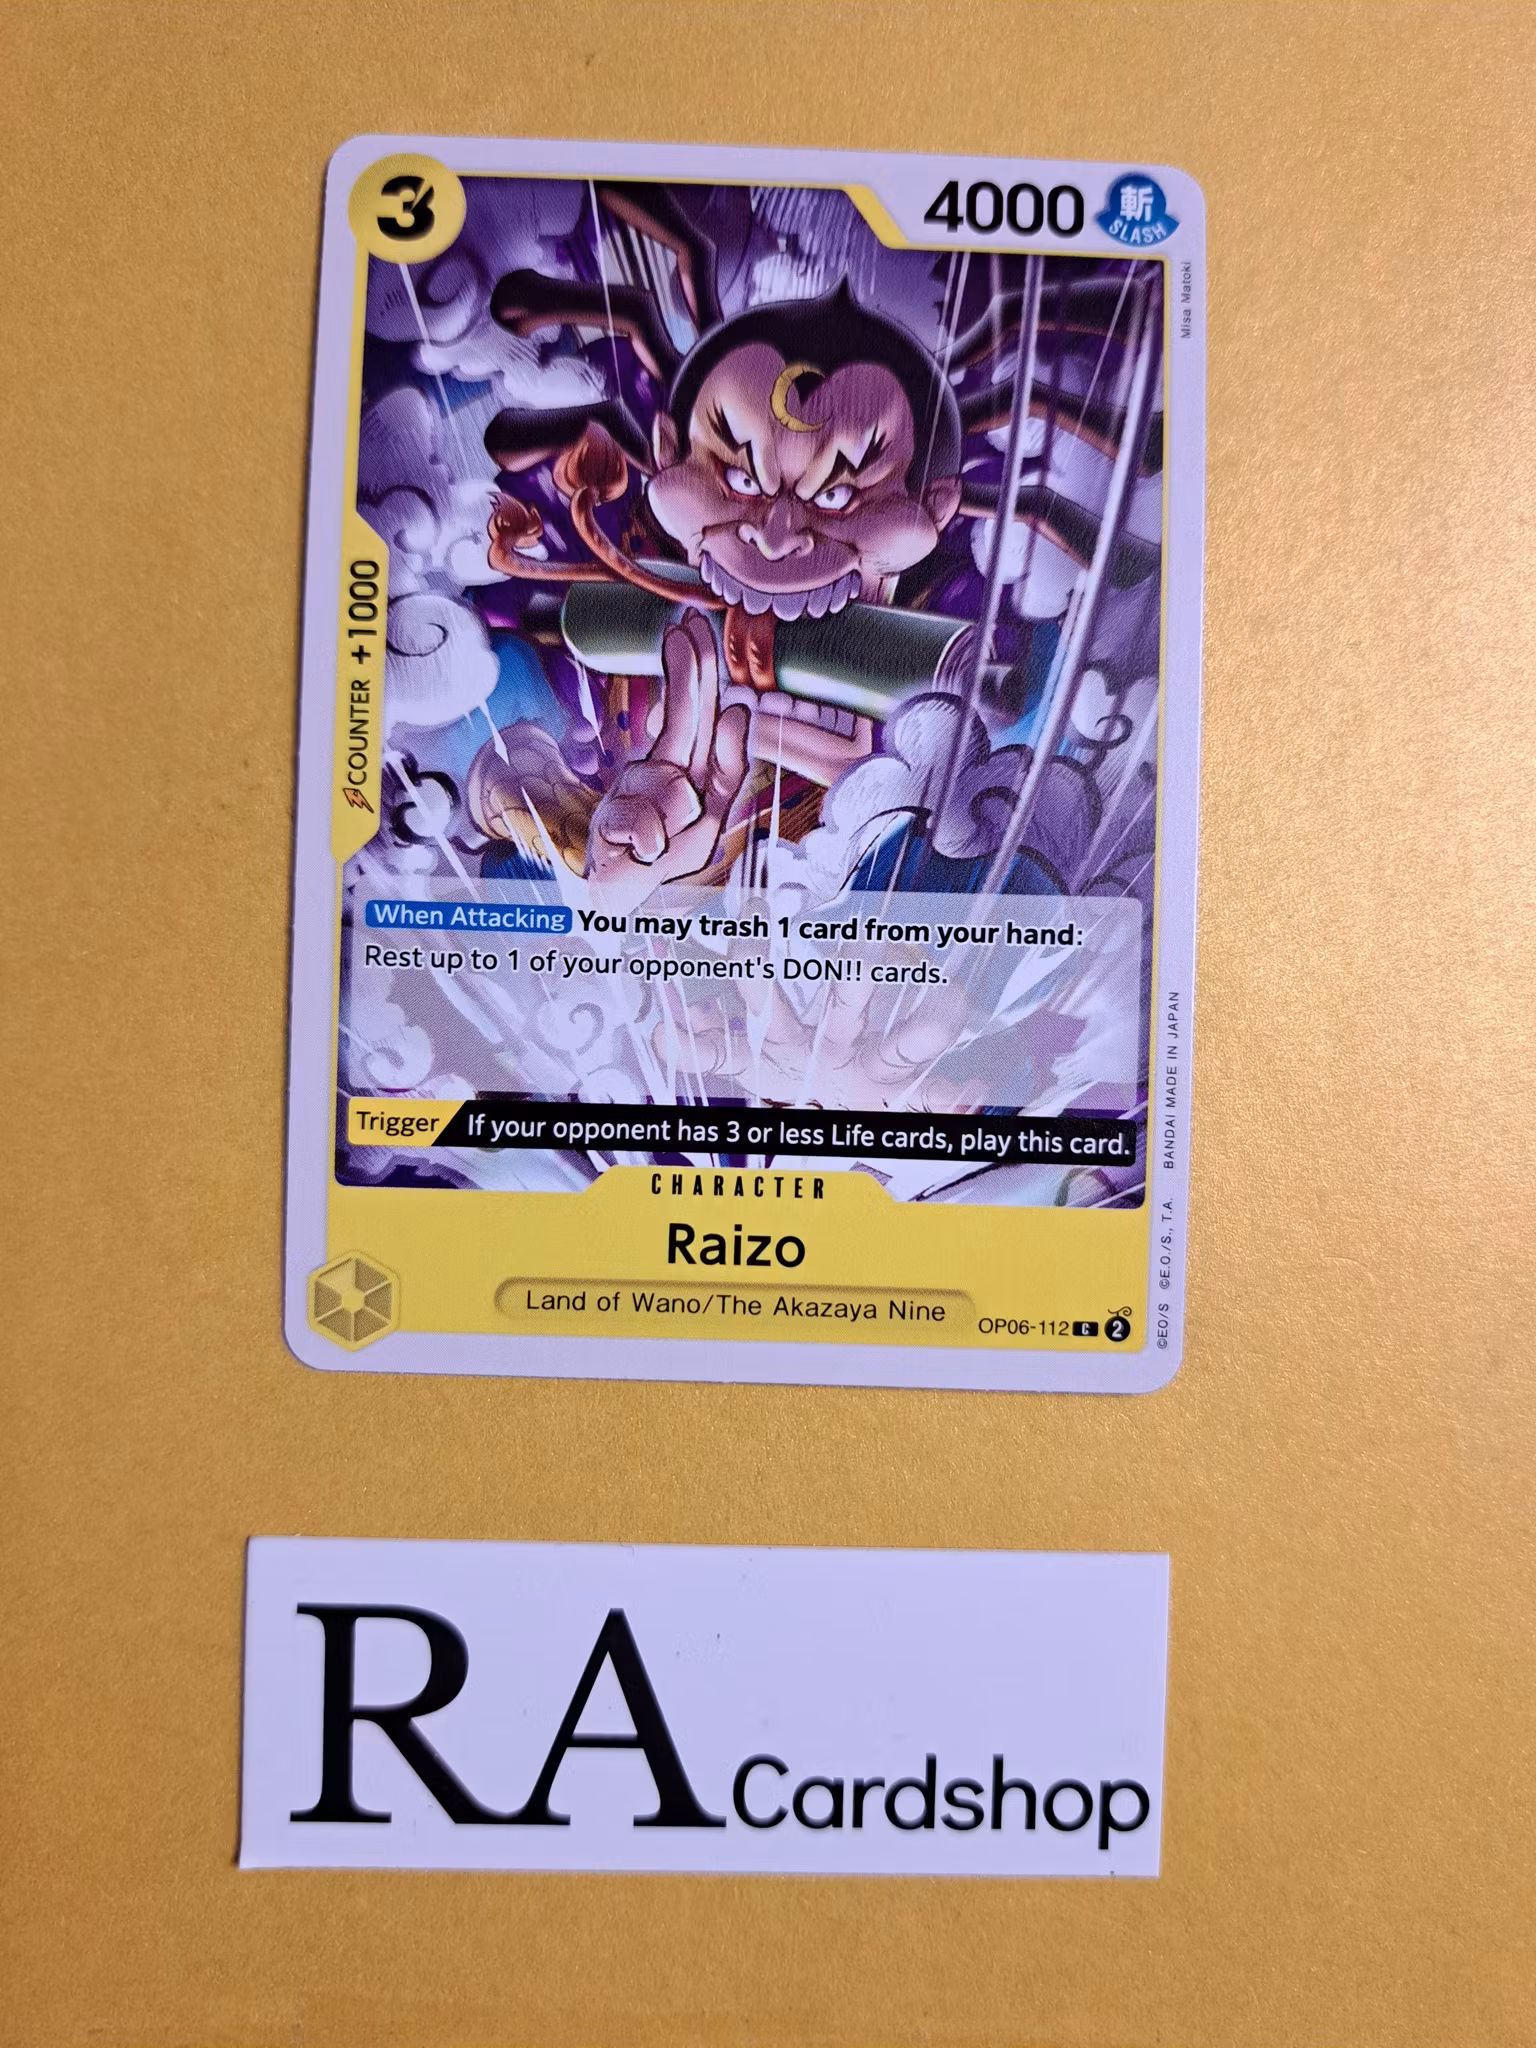 3
4000
斬
SLASH
Misa Matoki
COUNTER +1000
When Attacking You may trash 1 card from your hand:
Rest up to 1 of your opponent's DON!! cards.
Trigger If your opponent has 3 or less Life cards, play this card.
CHARACTER
Raizo
Land of Wano/The Akazaya Nine
OP06-112 C 2
©EO/S ©E.O./S., T.A. BANDAI MADE IN JAPAN
RA Cardshop